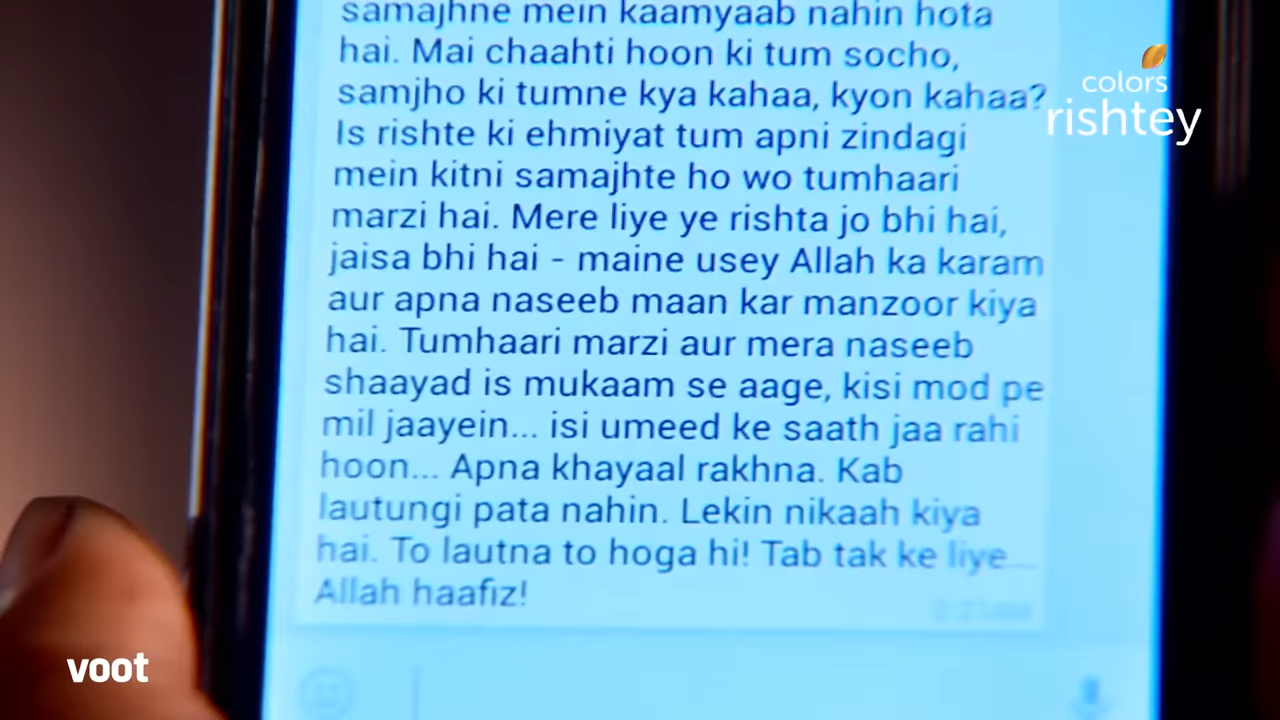 samajhne mein kaamyaab nahin hota
hai. Mai chaahti hoon ki tum socho,
samjho ki tumne kya kahaa, kyon kahaa?
Is rishte ki ehmiyat tum apni zindagi
mein kitni samajhte ho wo tumhaari
marzi hai. Mere liye ye rishta jo bhi hai,
jaisa bhi hai - maine usey Allah ka karam
aur apna naseeb maan kar manzoor kiya
hai. Tumhaari marzi aur mera naseeb
shaayad is mukaam se aage, kisi mod pe
mil jaayein... isi umeed ke saath jaa rahi
hoon... Apna khayaal rakhna. Kab
lautungi pata nahin. Lekin nikaah kiya
hai. To lautna to hoga hi! Tab tak ke liye
Allah haafiz!
colors
rishtey
voot